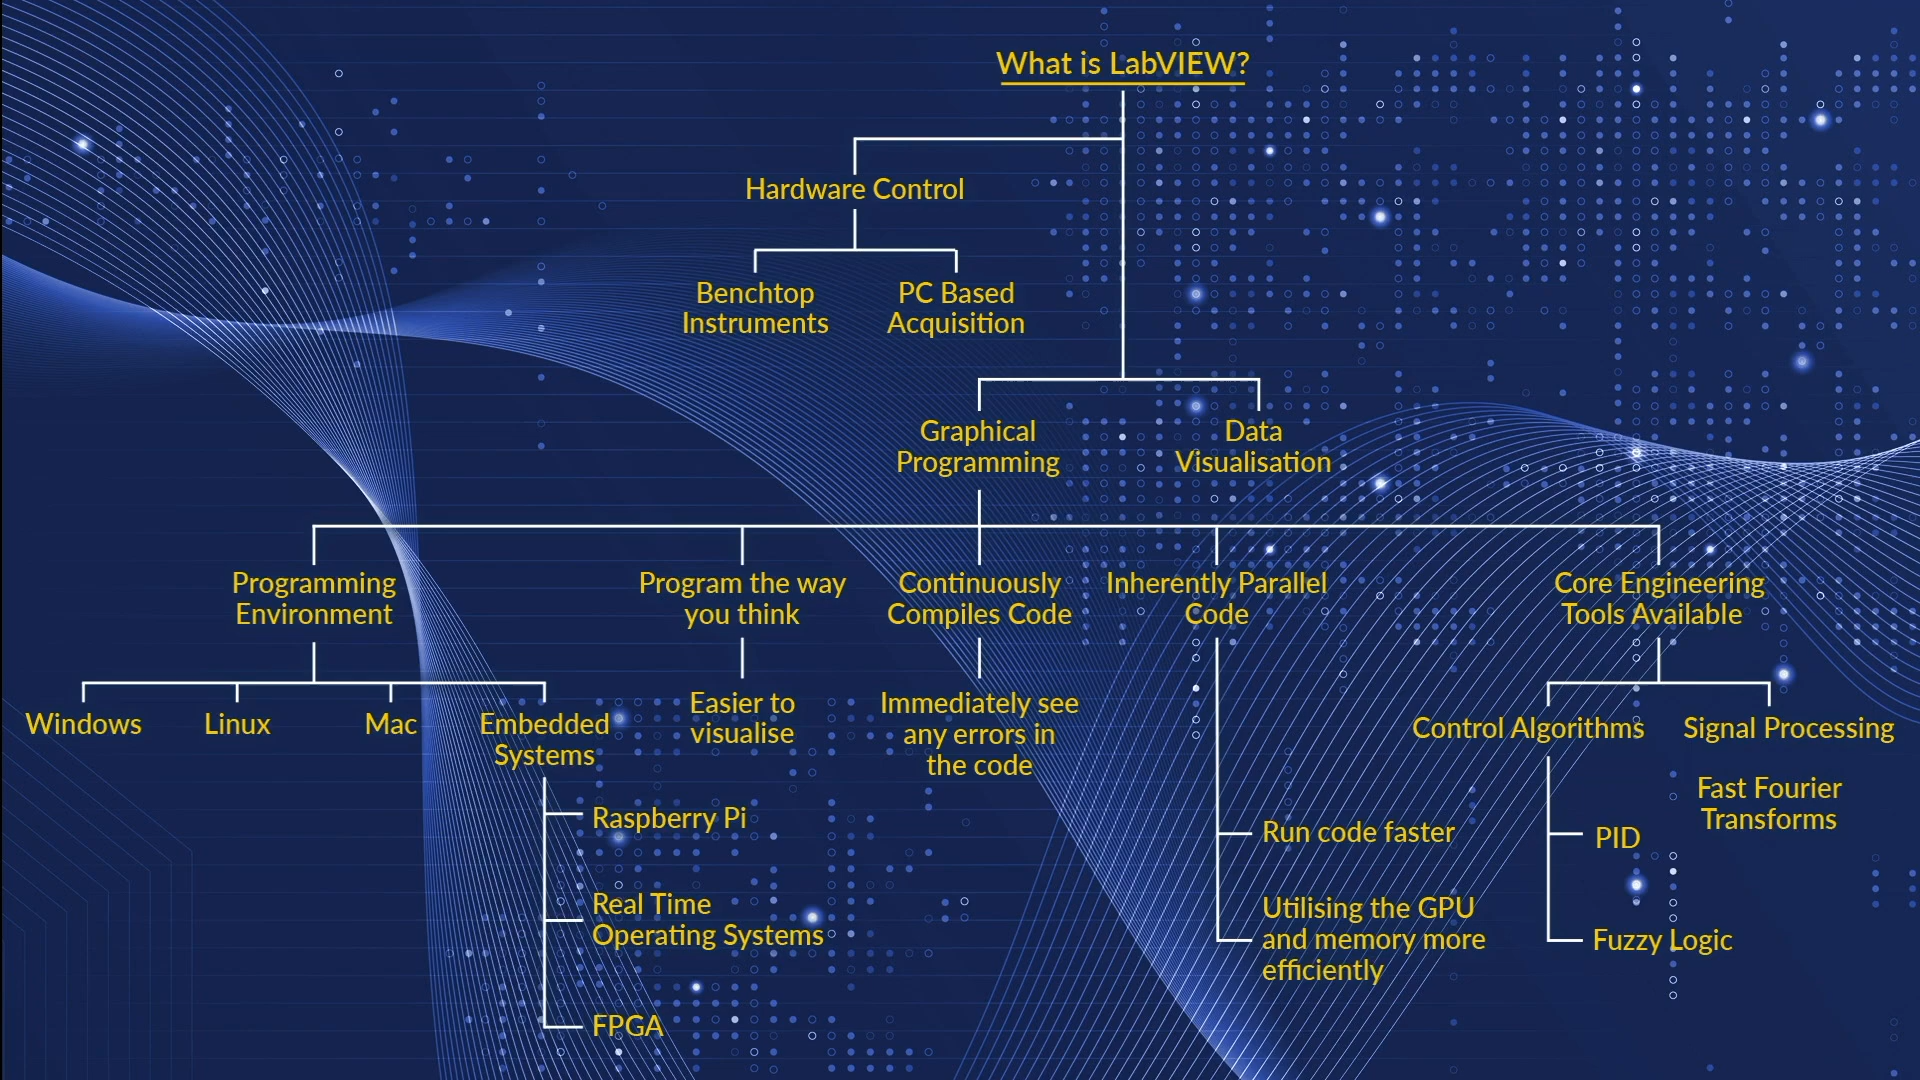 What is LabVIEW?
Hardware Control
Benchtop
Instruments
PC Based
Acquisition
Graphical
Programming
Data
Visualisation
Programming
Environment
Program the way
you think
Continuously
Compiles Code
Inherently Parallel
Code
Core Engineering
Tools Available
Windows
Linux
Mac
Embedded
Systems
Easier to
visualise
Immediately see
any errors in
the code
Control Algorithms
Signal Processing
Raspberry Pi
Real Time
Operating Systems
FPGA
Run code faster
Utilising the GPU
and memory more
efficiently
PID
Fuzzy Logic
Fast Fourier
Transforms